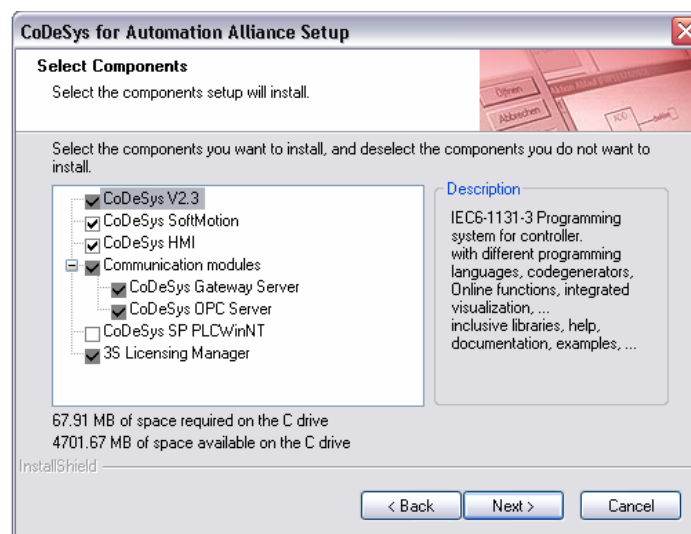 CoDeSys for Automation Alliance Setup
Select Components
Select the components setup will install.
Öffnen
Abbrechen
Select the components you want to install, and deselect the components you do not want to
install.
CoDeSys V2.3
CoDeSys SoftMotion
CoDeSys HMI
Communication modules
CoDeSys Gateway Server
CoDeSys OPC Server
CoDeSys SP PLCWinNT
3S Licensing Manager
Description
IEC6-1131-3 Programming
system for controller.
with different programming
languages, codegenerators,
Online functions, integrated
visualization, ...
inclusive libraries, help,
documentation, examples, ...
67.91 MB of space required on the C drive
4701.67 MB of space available on the C drive
InstallShield
< Back
Next >
Cancel